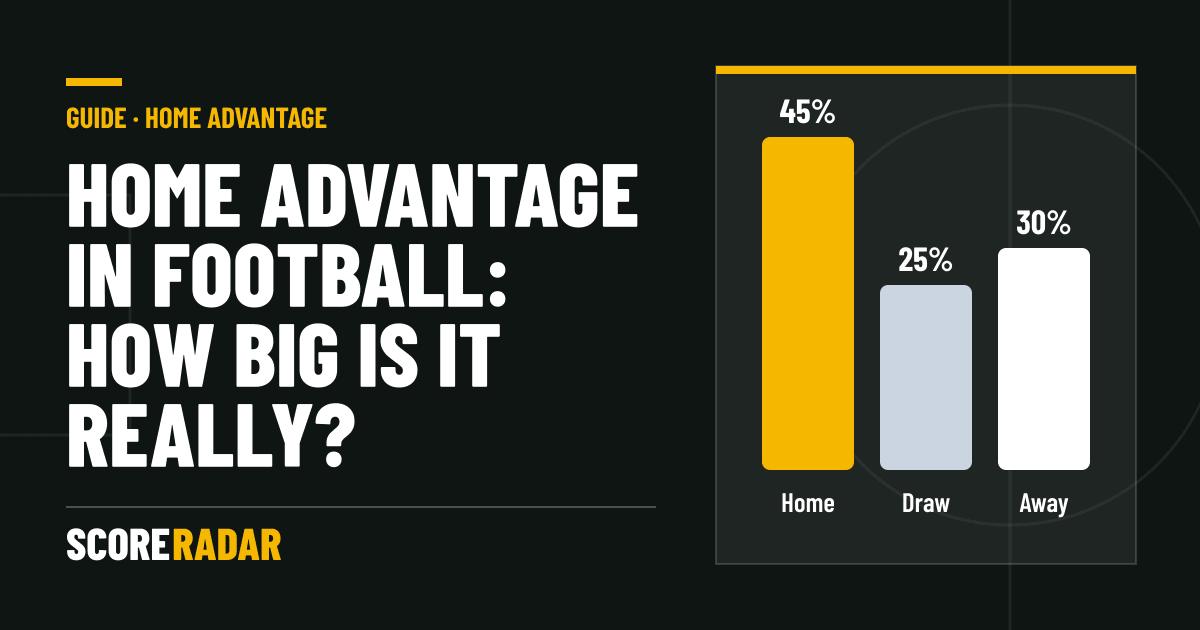 GUIDE · HOME ADVANTAGE
HOME ADVANTAGE
IN FOOTBALL:
HOW BIG IS IT
REALLY?
SCORERADAR
45%
25%
30%
Home
Draw
Away